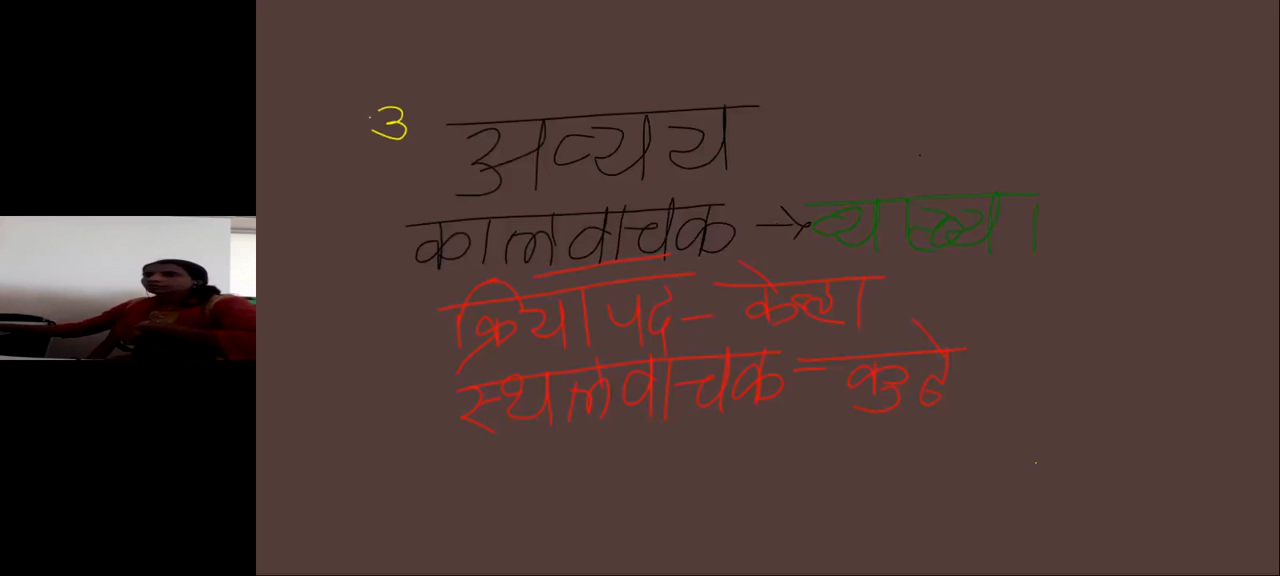 3 अव्यय
कालवाचक → व्याख्या
क्रियापद - केव्हा
स्थलवाचक - कुठे